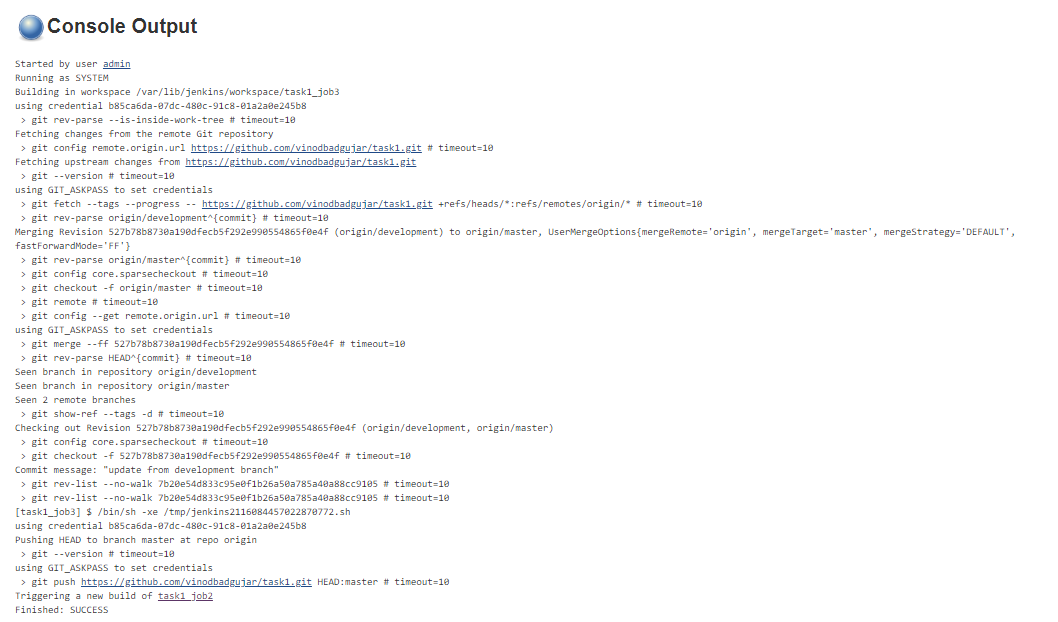 Console Output
Started by user admin
Running as SYSTEM
Building in workspace /var/lib/jenkins/workspace/task1_job3
using credential b85ca6da-07dc-480c-91c8-01a2a0e245b8
> git rev-parse --is-inside-work-tree # timeout=10
Fetching changes from the remote Git repository
> git config remote.origin.url https://github.com/vinodbadgujar/task1.git # timeout=10
Fetching upstream changes from https://github.com/vinodbadgujar/task1.git
> git --version # timeout=10
using GIT_ASKPASS to set credentials
> git fetch --tags --progress -- https://github.com/vinodbadgujar/task1.git +refs/heads/*:refs/remotes/origin/* # timeout=10
> git rev-parse origin/development^{commit} # timeout=10
Merging Revision 527b78b8730a190dfecb5f292e990554865f0e4f (origin/development) to origin/master, UserMergeOptions{mergeRemote='origin', mergeTarget='master', mergeStrategy='DEFAULT',
fastForwardMode='FF'}
> git rev-parse origin/master^{commit} # timeout=10
> git config core.sparsecheckout # timeout=10
> git checkout -f origin/master # timeout=10
> git remote # timeout=10
> git config --get remote.origin.url # timeout=10
using GIT_ASKPASS to set credentials
> git merge --ff 527b78b8730a190dfecb5f292e990554865f0e4f # timeout=10
> git rev-parse HEAD^{commit} # timeout=10
Seen branch in repository origin/development
Seen branch in repository origin/master
Seen 2 remote branches
> git show-ref --tags -d # timeout=10
Checking out Revision 527b78b8730a190dfecb5f292e990554865f0e4f (origin/development, origin/master)
> git config core.sparsecheckout # timeout=10
> git checkout -f 527b78b8730a190dfecb5f292e990554865f0e4f # timeout=10
Commit message: "update from development branch"
> git rev-list --no-walk 7b20e54d833c95e0f1b26a50a785a40a88cc9105 # timeout=10
> git rev-list --no-walk 7b20e54d833c95e0f1b26a50a785a40a88cc9105 # timeout=10
[task1_job3] $ /bin/sh -xe /tmp/jenkins2116084457022870772.sh
using credential b85ca6da-07dc-480c-91c8-01a2a0e245b8
Pushing HEAD to branch master at repo origin
> git --version # timeout=10
using GIT_ASKPASS to set credentials
> git push https://github.com/vinodbadgujar/task1.git HEAD:master # timeout=10
Triggering a new build of task1_job2
Finished: SUCCESS